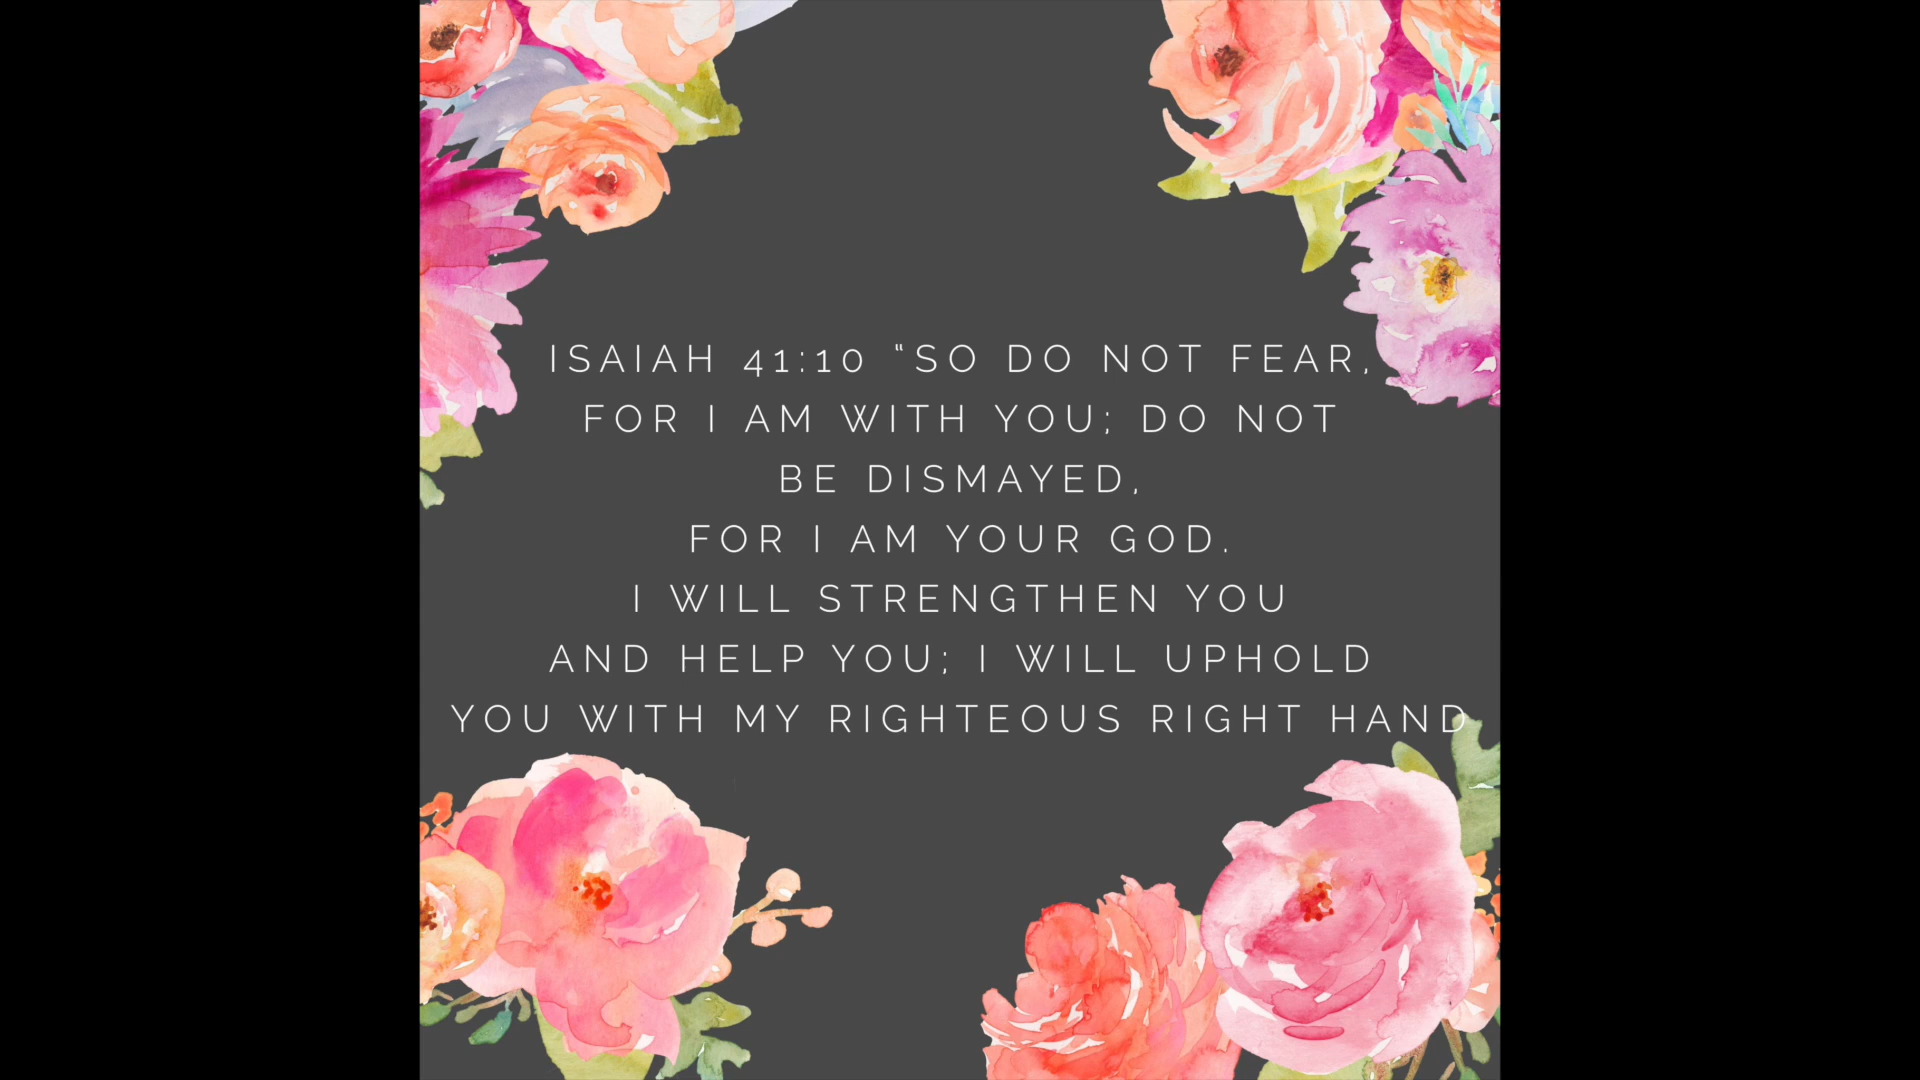 ISAIAH 41:10 “SO DO NOT FEAR,
FOR I AM WITH YOU; DO NOT
BE DISMAYED,
FOR I AM YOUR GOD.
I WILL STRENGTHEN YOU
AND HELP YOU; I WILL UPHOLD
YOU WITH MY RIGHTEOUS RIGHT HAND